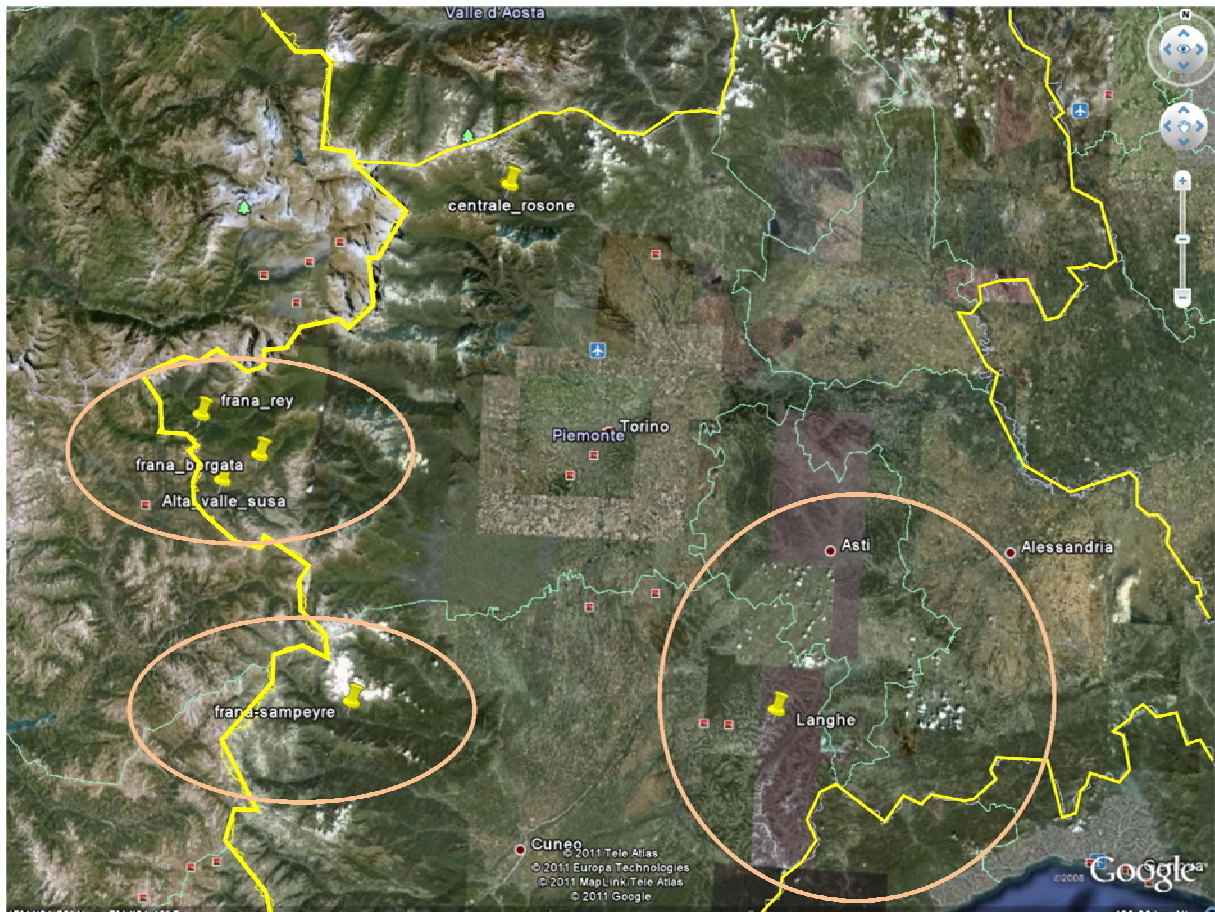 Valle d'Aosta
N
centrale_rosone
frana_rey
Torino
Piemonte
frana_borgata
Alta_valle_susa
Asti
Alessandria
frana-sampeyre
Langhe
Cuneo
© 2011 Tele Atlas
© 2011 Europa Technologies
© 2011 MapLink/Tele Atlas
© 2011 Google
©2008
Google